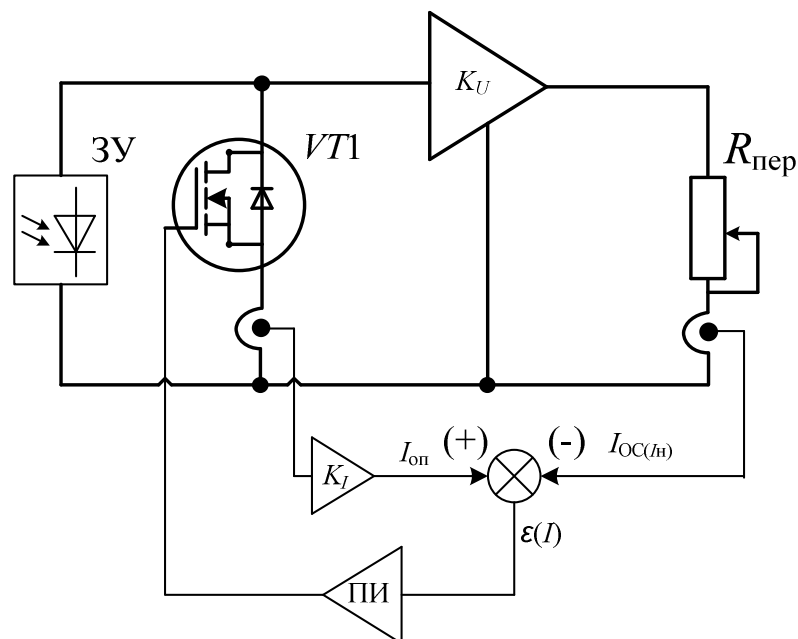 K_U
ЗУ
VT1
R_пер
I_оп
(+)
(-)
I_ОС(Iн)
K_I
ε(I)
ПИ